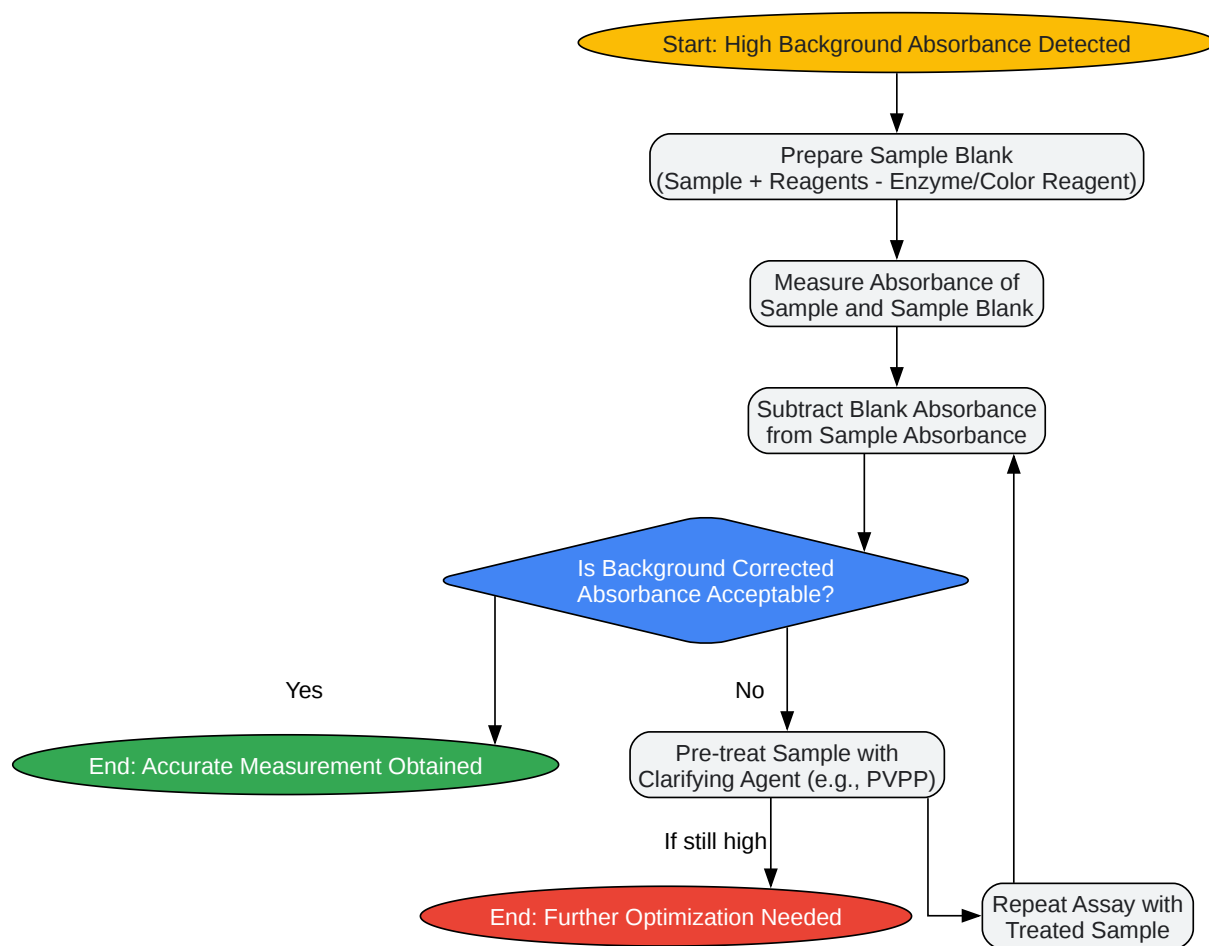 Start: High Background Absorbance Detected
Prepare Sample Blank
(Sample + Reagents - Enzyme/Color Reagent)
Measure Absorbance of
Sample and Sample Blank
Subtract Blank Absorbance
from Sample Absorbance
Is Background Corrected
Absorbance Acceptable?
Yes
No
End: Accurate Measurement Obtained
Pre-treat Sample with
Clarifying Agent (e.g., PVPP)
If still high
End: Further Optimization Needed
Repeat Assay with
Treated Sample